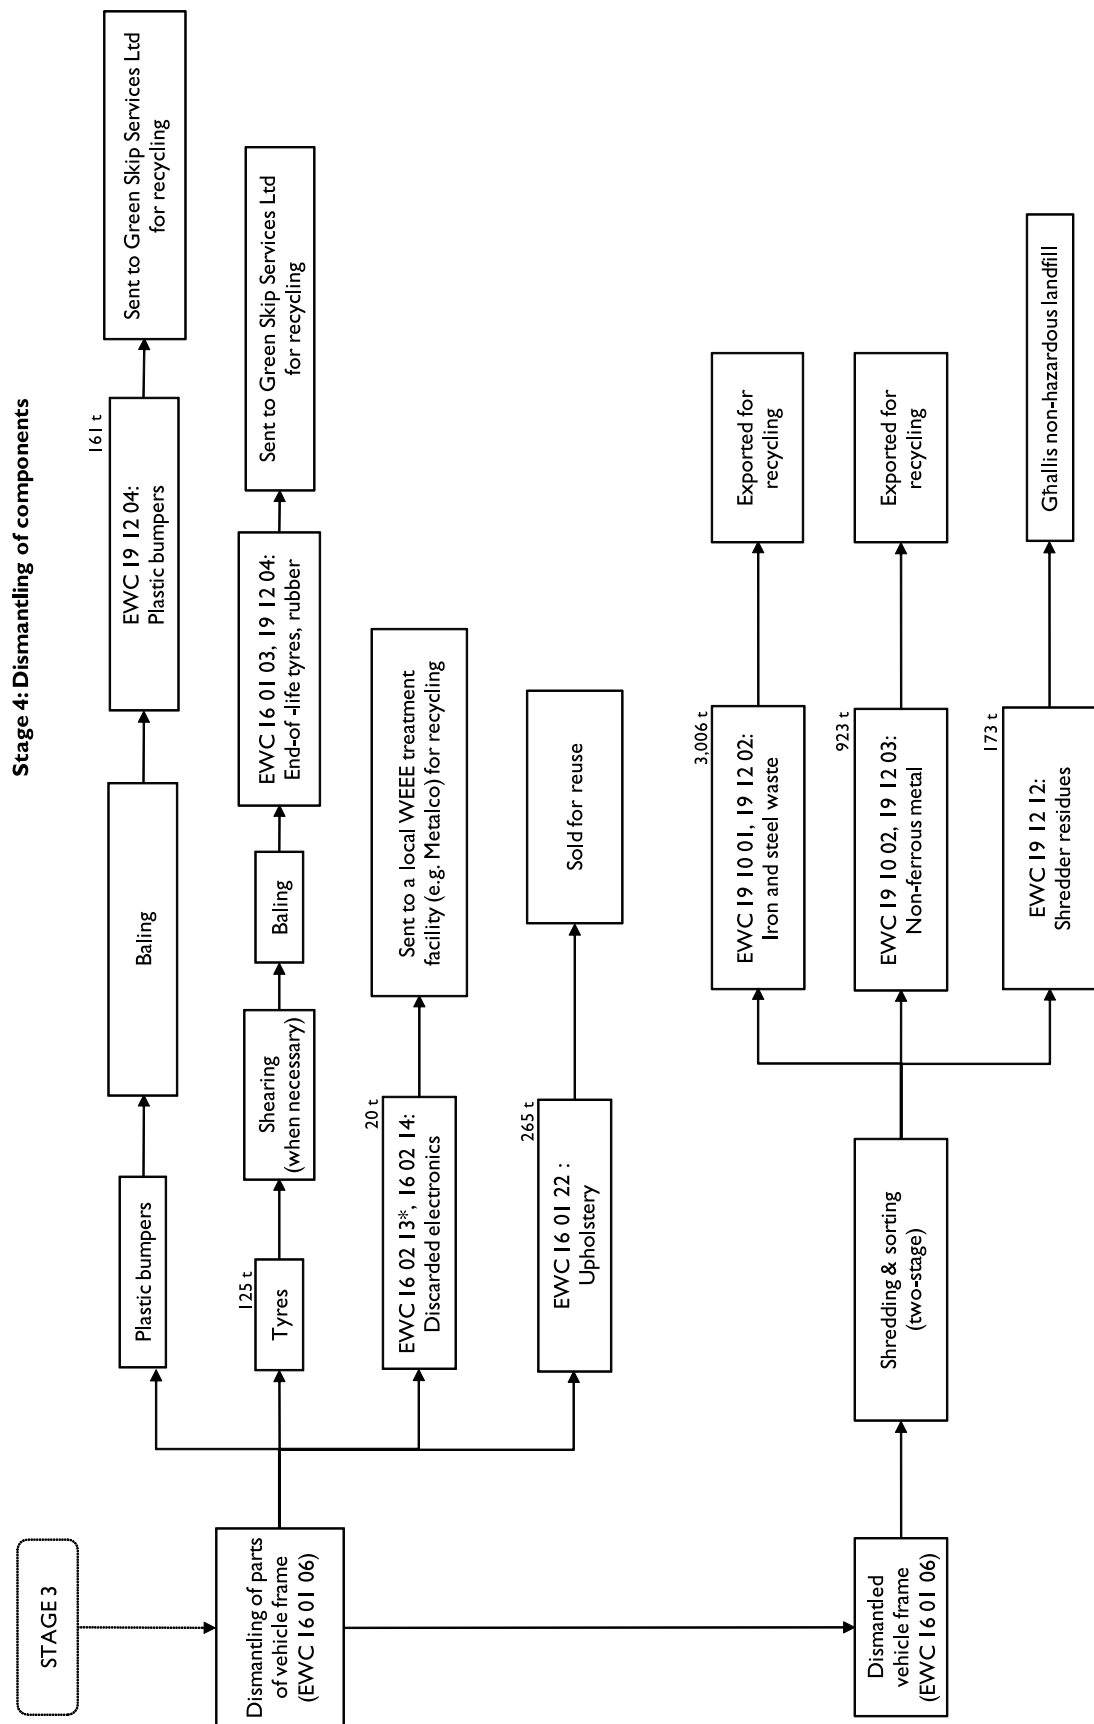 Stage 4: Dismantling of components
STAGE 3
Dismantling of parts
of vehicle frame
(EWC 16 01 06)
Plastic bumpers
Baling
161 t
EWC 19 12 04:
Plastic bumpers
Sent to Green Skip Services Ltd
for recycling
125 t
Tyres
Shearing
(when necessary)
Baling
EWC 16 01 03, 19 12 04:
End-of -life tyres, rubber
Sent to Green Skip Services Ltd
for recycling
20 t
EWC 16 02 13*, 16 02 14:
Discarded electronics
Sent to a local WEEE treatment
facility (e.g. Metalco) for recycling
265 t
EWC 16 01 22 :
Upholstery
Sold for reuse
Dismantled
vehicle frame
(EWC 16 01 06)
Shredding & sorting
(two-stage)
3,006 t
EWC 19 10 01, 19 12 02:
Iron and steel waste
Exported for
recycling
923 t
EWC 19 10 02, 19 12 03:
Non-ferrous metal
Exported for
recycling
173 t
EWC 19 12 12:
Shredder residues
Għallis non-hazardous landfill